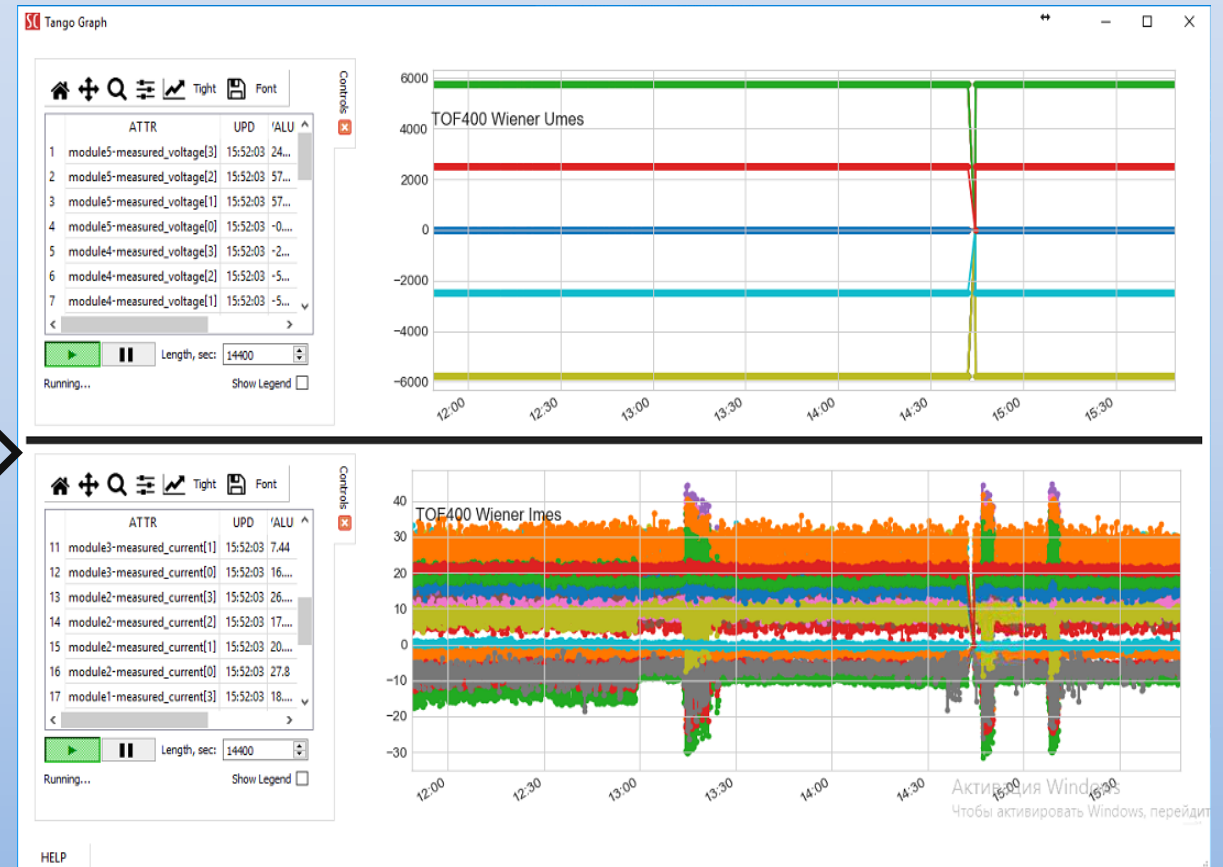 Tango Graph
Controls
Tight Font
ATTR UPD 'ALU
1 module5-measured_voltage[3] 15:52:03 24...
2 module5-measured_voltage[2] 15:52:03 57...
3 module5-measured_voltage[1] 15:52:03 57...
4 module5-measured_voltage[0] 15:52:03 -0....
5 module4-measured_voltage[3] 15:52:03 -2...
6 module4-measured_voltage[2] 15:52:03 -5...
7 module4-measured_voltage[1] 15:52:03 -5...
Length, sec: 14400
Running... Show Legend
TOF400 Wiener Umes
6000
4000
2000
0
−2000
−4000
−6000
12:00 12:30 13:00 13:30 14:00 14:30 15:00 15:30
Controls
Tight Font
ATTR UPD 'ALU
11 module3-measured_current[1] 15:52:03 7.44
12 module3-measured_current[0] 15:52:03 16....
13 module2-measured_current[3] 15:52:03 26....
14 module2-measured_current[2] 15:52:03 17....
15 module2-measured_current[1] 15:52:03 20....
16 module2-measured_current[0] 15:52:03 27.8
17 module1-measured_current[3] 15:52:03 18....
Length, sec: 14400
Running... Show Legend
TOF400 Wiener Imes
40
30
20
10
0
−10
−20
−30
12:00 12:30 13:00 13:30 14:00 14:30 15:00 15:30
Активация Windows
Чтобы активировать Windows, перейдит
HELP